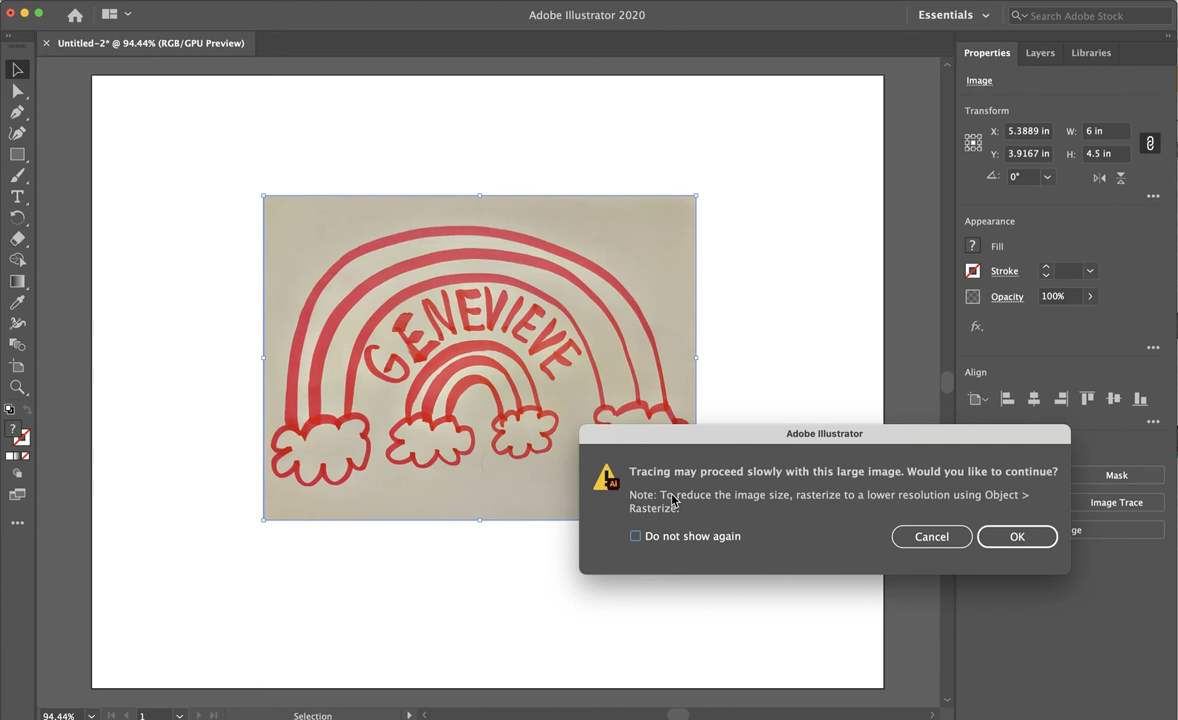 Adobe Illustrator 2020
Essentials
Search Adobe Stock
× Untitled-2* @ 94.44% (RGB/GPU Preview)
Properties
Layers
Libraries
Image
Transform
X: 5.3889 in W: 6 in
Y: 3.9167 in H: 4.5 in
0°
Appearance
? Fill
Stroke
Opacity 100%
fx.
Align
GENEVIEVE
Adobe Illustrator
Tracing may proceed slowly with this large image. Would you like to continue?
Note: To reduce the image size, rasterize to a lower resolution using Object >
Rasterize.
Do not show again
Cancel
OK
Mask
Image Trace
94.44%
1
Selection